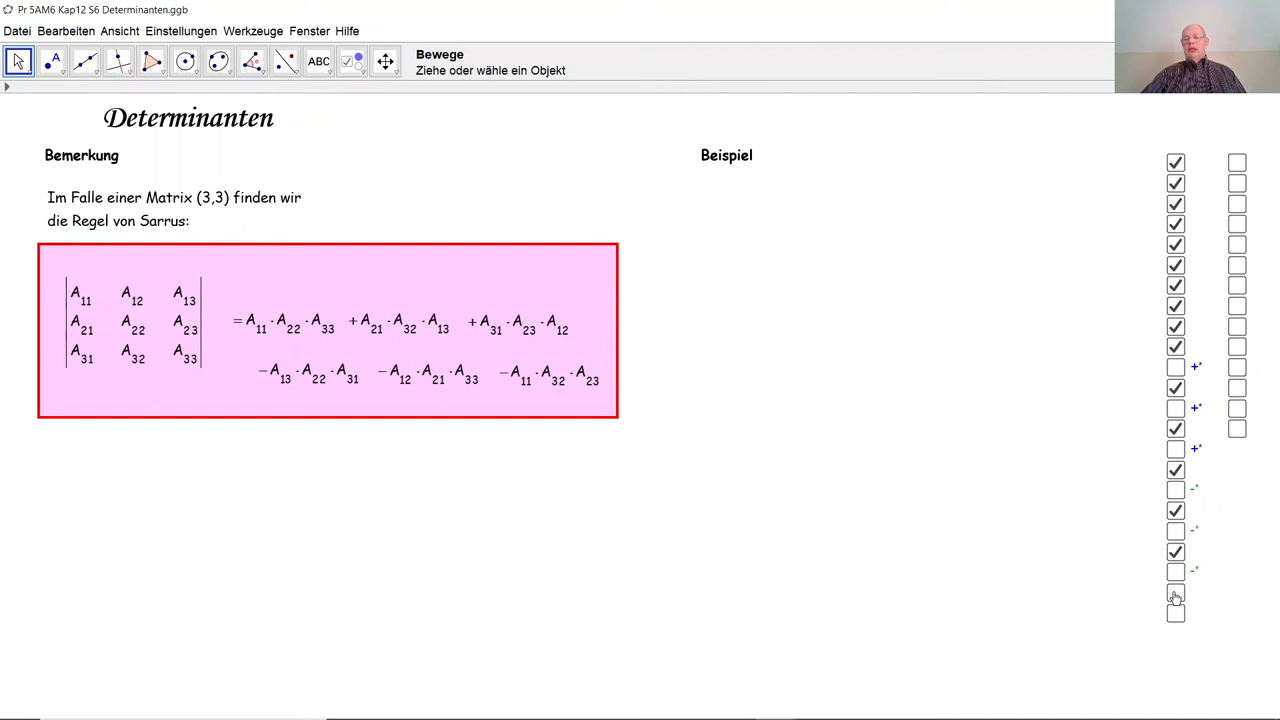 Pr 5AM6 Kap12 S6 Determinanten.ggb
Datei Bearbeiten Ansicht Einstellungen Werkzeuge Fenster Hilfe
A
ABC
Bewege
Ziehe oder wähle ein Objekt
Determinanten
Bemerkung
Beispiel
Im Falle einer Matrix (3,3) finden wir
die Regel von Sarrus:
A11 A12 A13
A21 A22 A23
A31 A32 A33
=A11·A22·A33 +A21·A32·A13 +A31·A23·A12
-A13·A22·A31 -A12·A21·A33 -A11·A32·A23
+*
+*
+*
-*
-*
-*